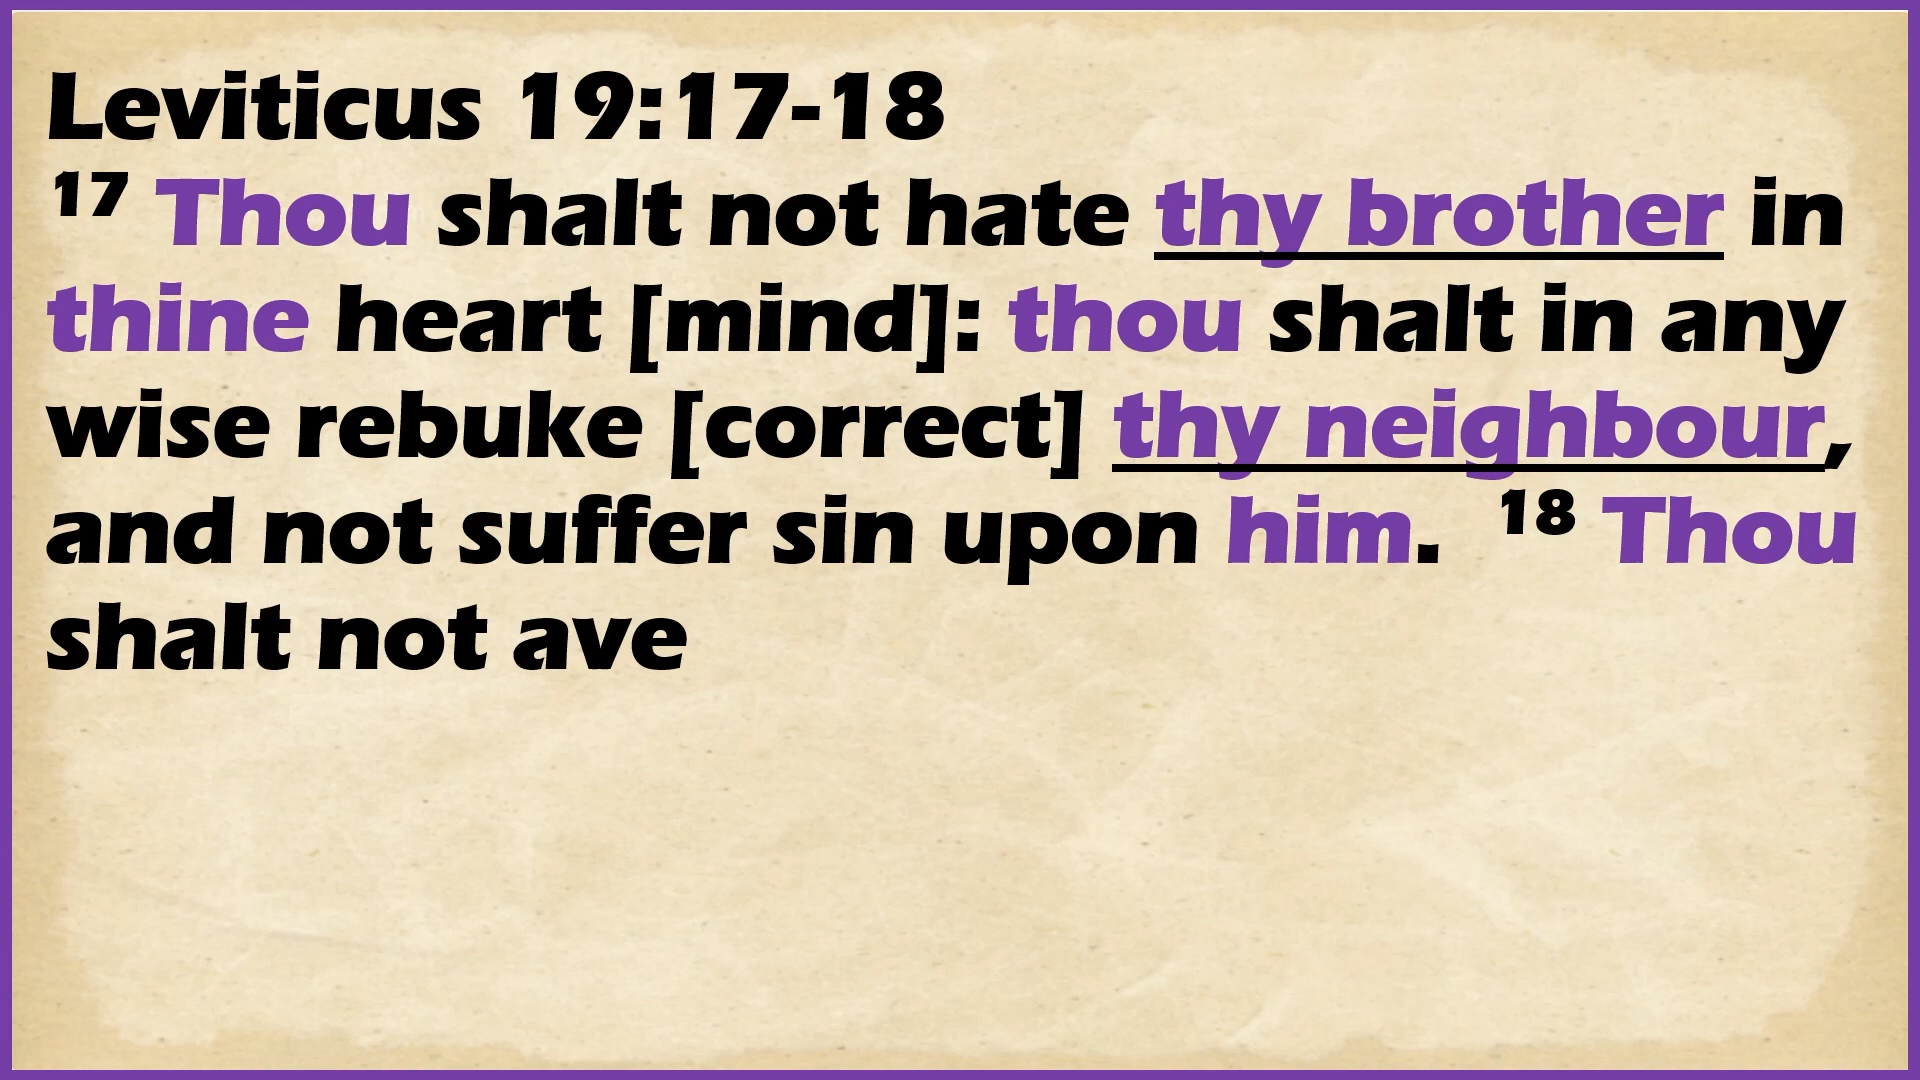 Leviticus 19:17-18
17 Thou shalt not hate thy brother in
thine heart [mind]: thou shalt in any
wise rebuke [correct] thy neighbour,
and not suffer sin upon him. 18 Thou
shalt not ave